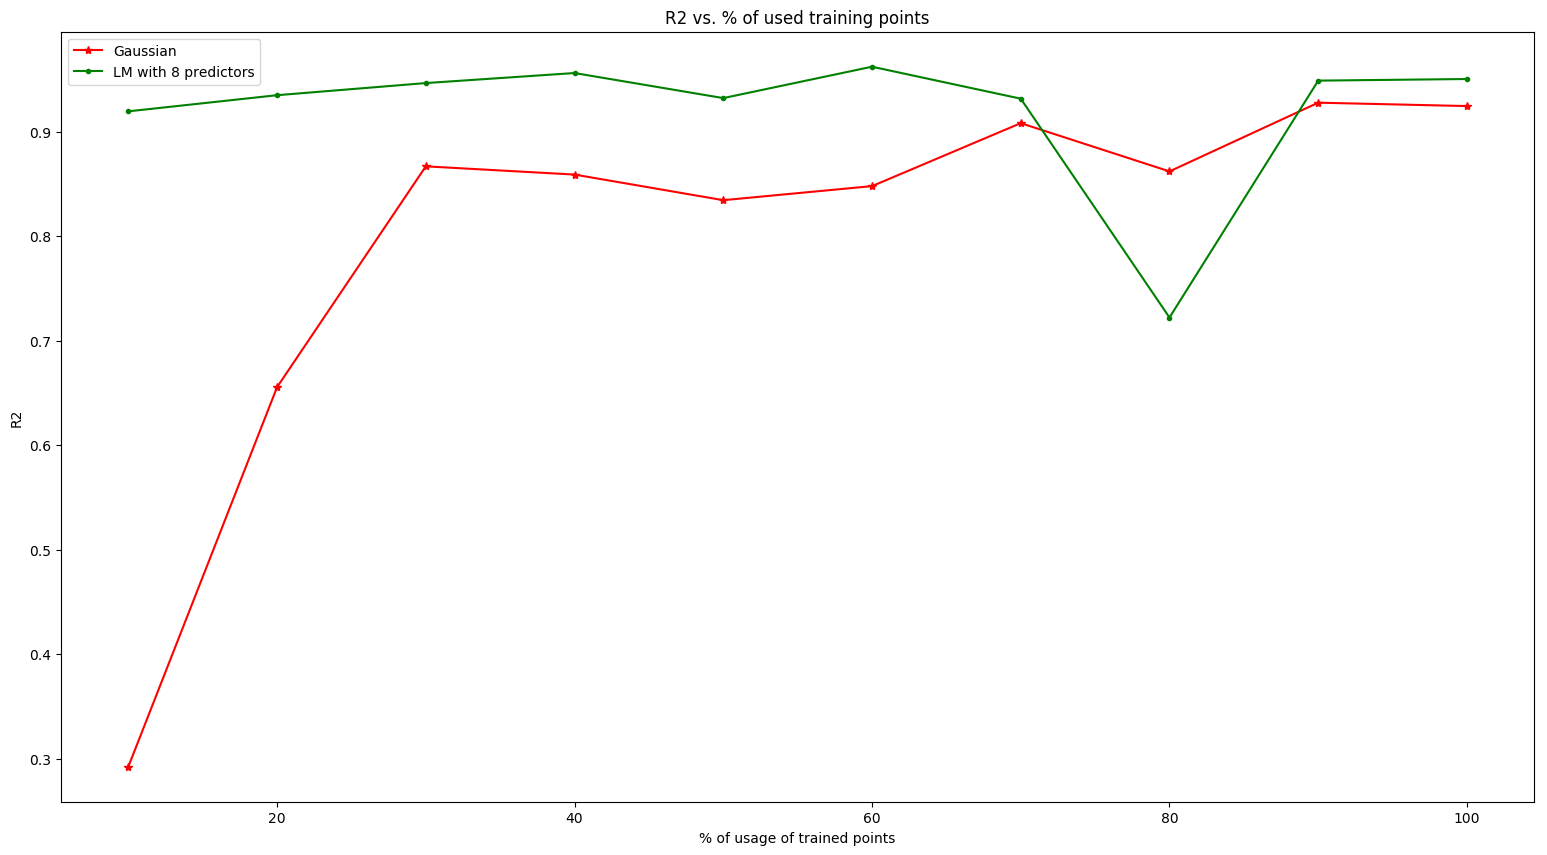 R2 vs. % of used training points
Gaussian
LM with 8 predictors
0.9
0.8
0.7
0.6
0.5
0.4
0.3
R2
20
40
60
80
100
% of usage of trained points